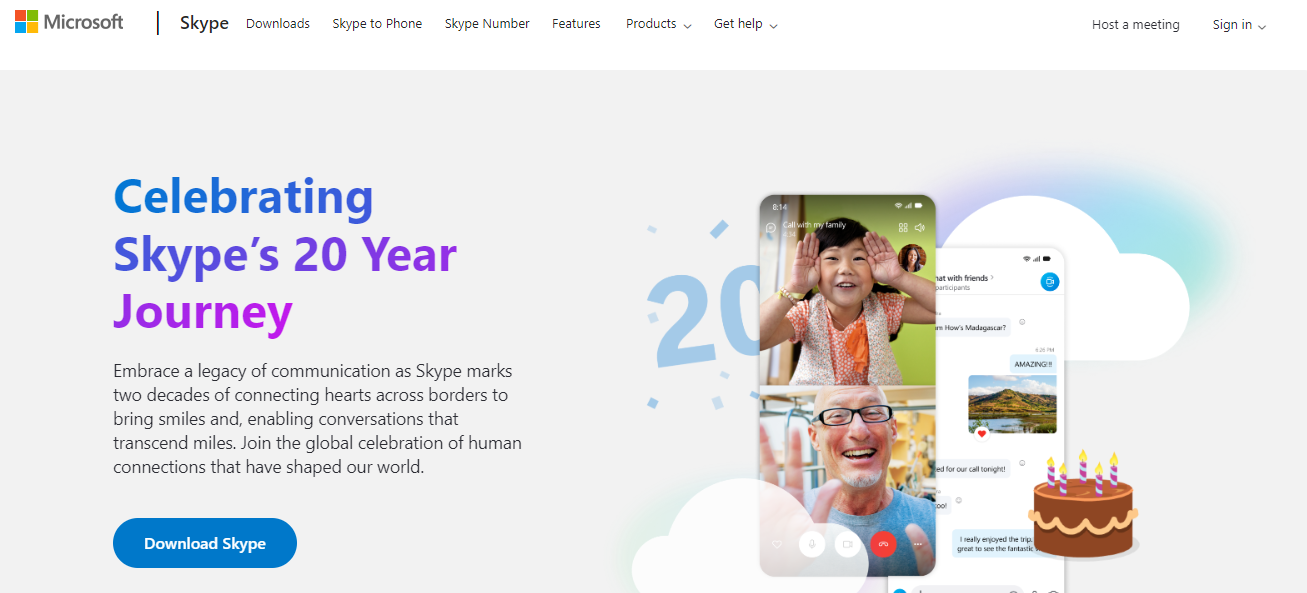 Microsoft
Skype
Downloads
Skype to Phone
Skype Number
Features
Products
Get help
Host a meeting
Sign in
Celebrating
Skype's 20 Year
Journey
Embrace a legacy of communication as Skype marks
two decades of connecting hearts across borders to
bring smiles and, enabling conversations that
transcend miles. Join the global celebration of human
connections that have shaped our world.
Download Skype
20
8:14
Call with my family
hat with friends
participants
How's Madagascar?
6:26 PM
AMAZING!!!
ed for our call tonight!
too!
I really enjoyed the trip,
great to see the fantastic